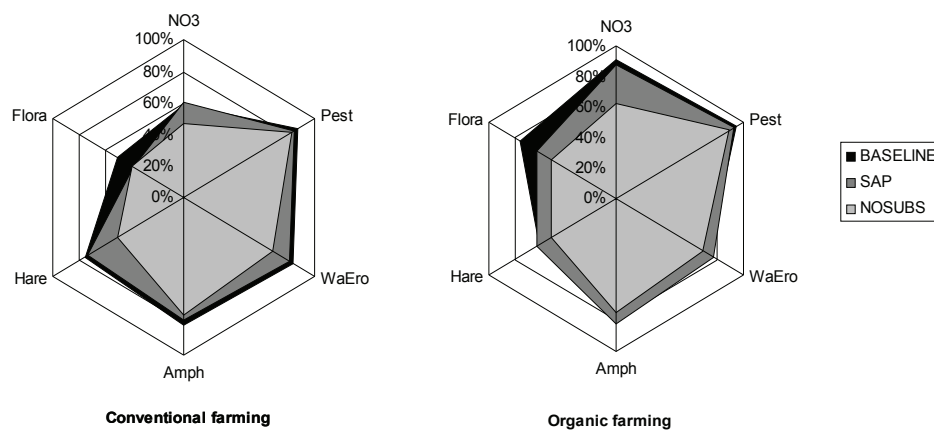 NO3
100%
80%
60%
40%
20%
0%
Flora
Pest
Hare
WaEro
Amph
Conventional farming
NO3
100%
80%
60%
40%
20%
0%
Flora
Pest
Hare
WaEro
Amph
Organic farming
BASELINE
SAP
NOSUBS